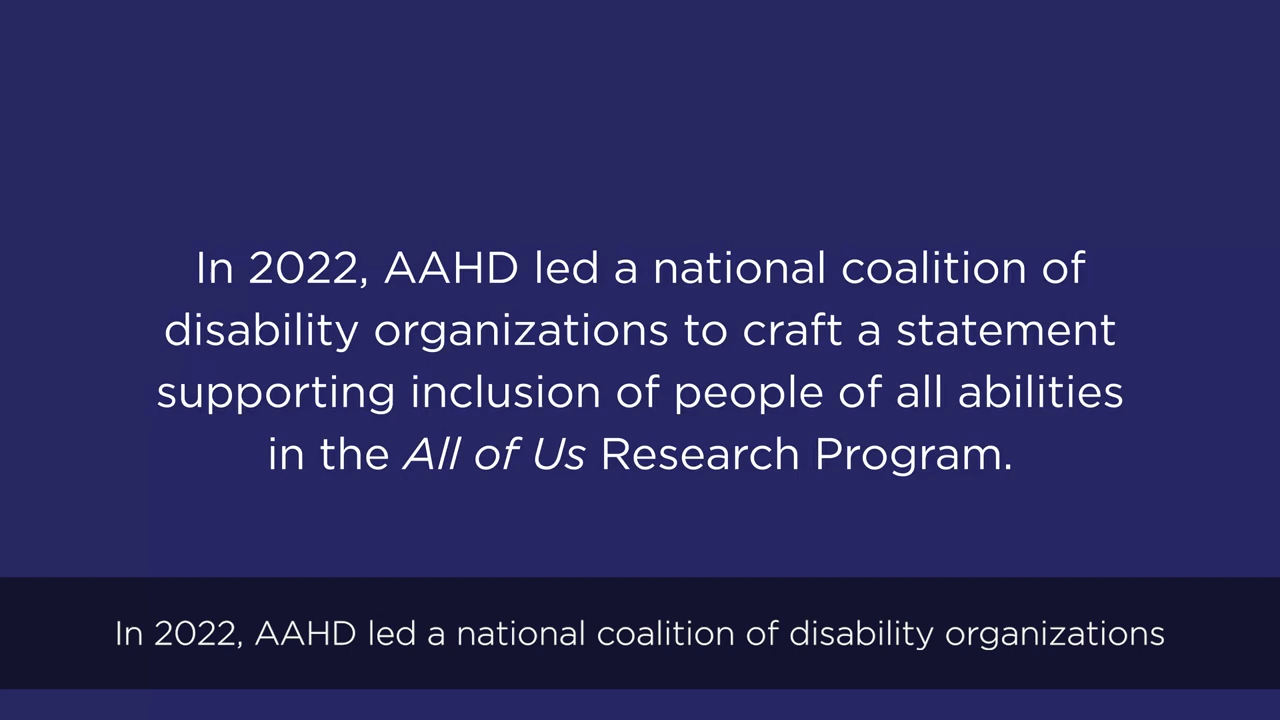 In 2022, AAHD led a national coalition of
disability organizations to craft a statement
supporting inclusion of people of all abilities
in the All of Us Research Program.
In 2022, AAHD led a national coalition of disability organizations